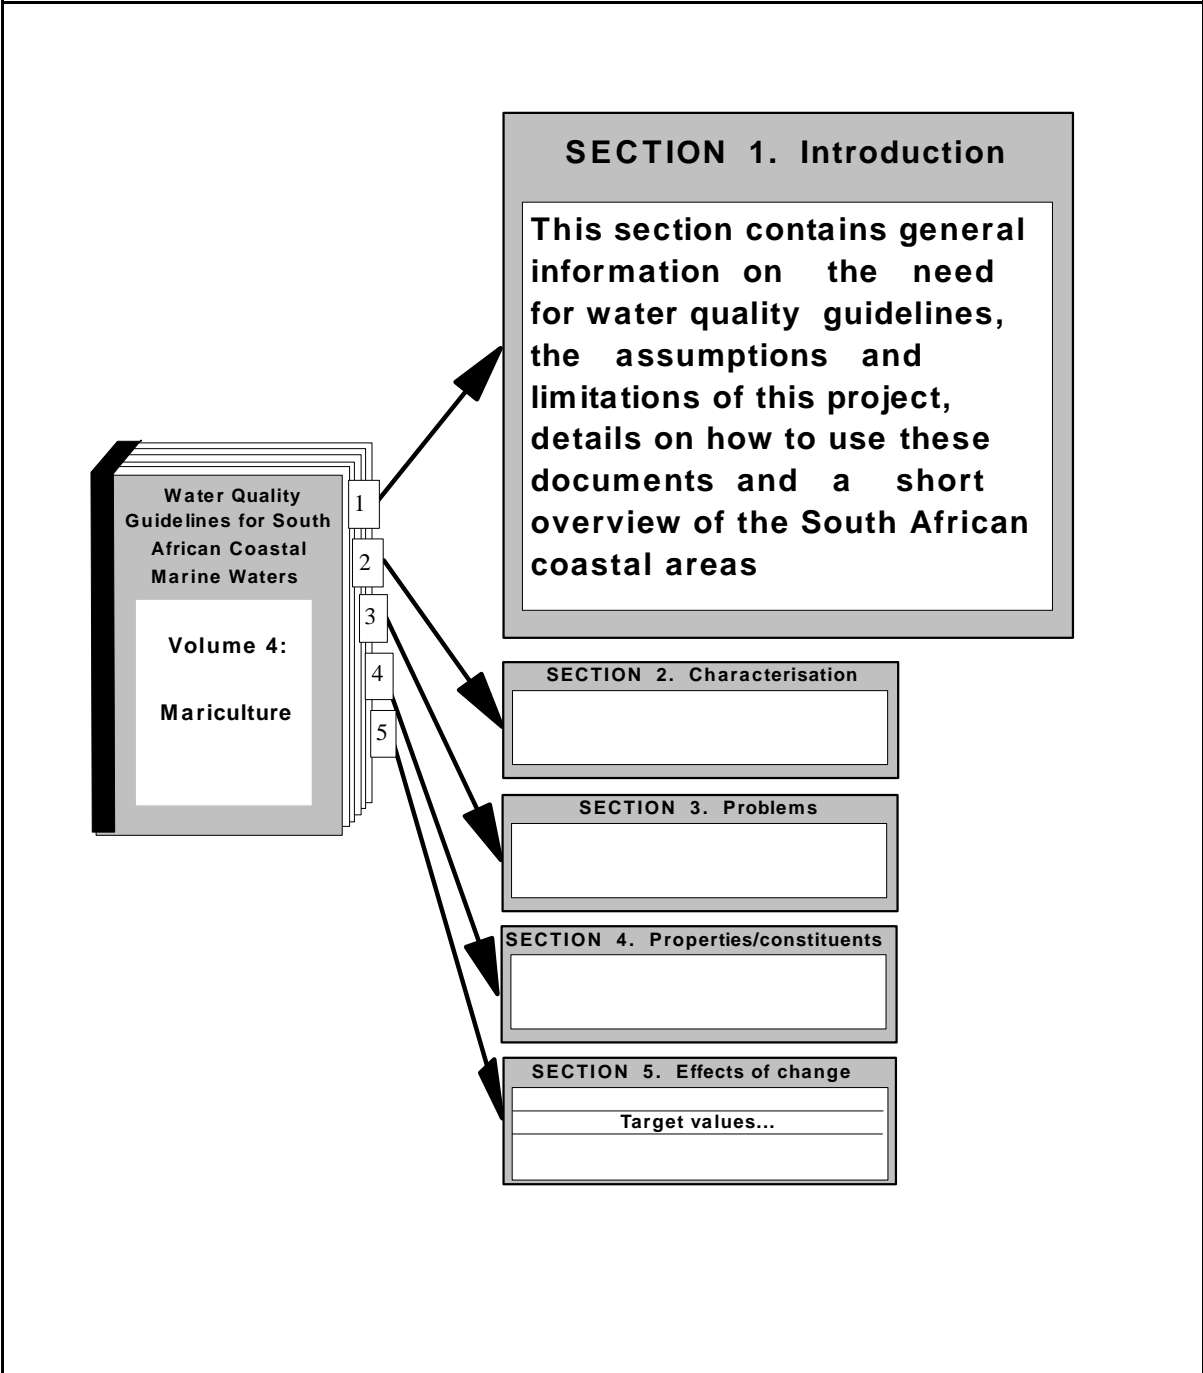 Water Quality
Guidelines for South
African Coastal
Marine Waters
Volume 4:
Mariculture
1
2
3
4
5
SECTION 1. Introduction
This section contains general
information on the need
for water quality guidelines,
the assumptions and
limitations of this project,
details on how to use these
documents and a short
overview of the South African
coastal areas
SECTION 2. Characterisation
SECTION 3. Problems
SECTION 4. Properties/constituents
SECTION 5. Effects of change
Target values...